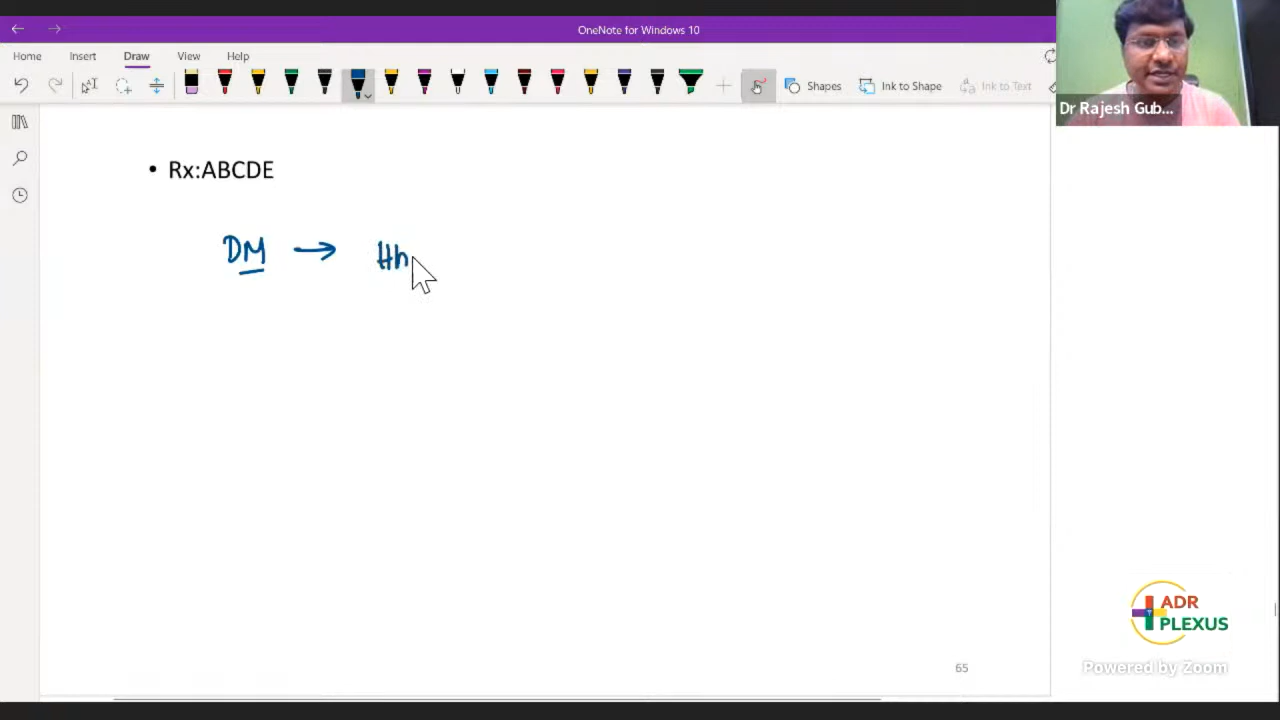 OneNote for Windows 10
Home Insert Draw View Help
Shapes Ink to Shape Ink to Text
Dr Rajesh Gub...
• Rx:ABCDE
DM → Hh
ADR
PLEXUS
65
Powered by Zoom